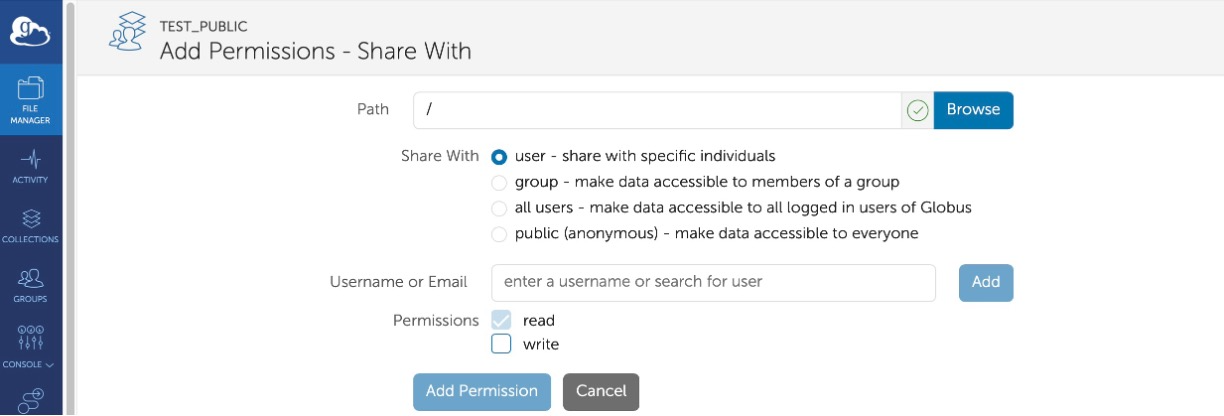 g
TEST_PUBLIC
Add Permissions - Share With
FILE
MANAGER
ACTIVITY
COLLECTIONS
GROUPS
CONSOLE
Path
/
Browse
Share With
user - share with specific individuals
group - make data accessible to members of a group
all users - make data accessible to all logged in users of Globus
public (anonymous) - make data accessible to everyone
Username or Email
enter a username or search for user
Add
Permissions
read
write
Add Permission
Cancel